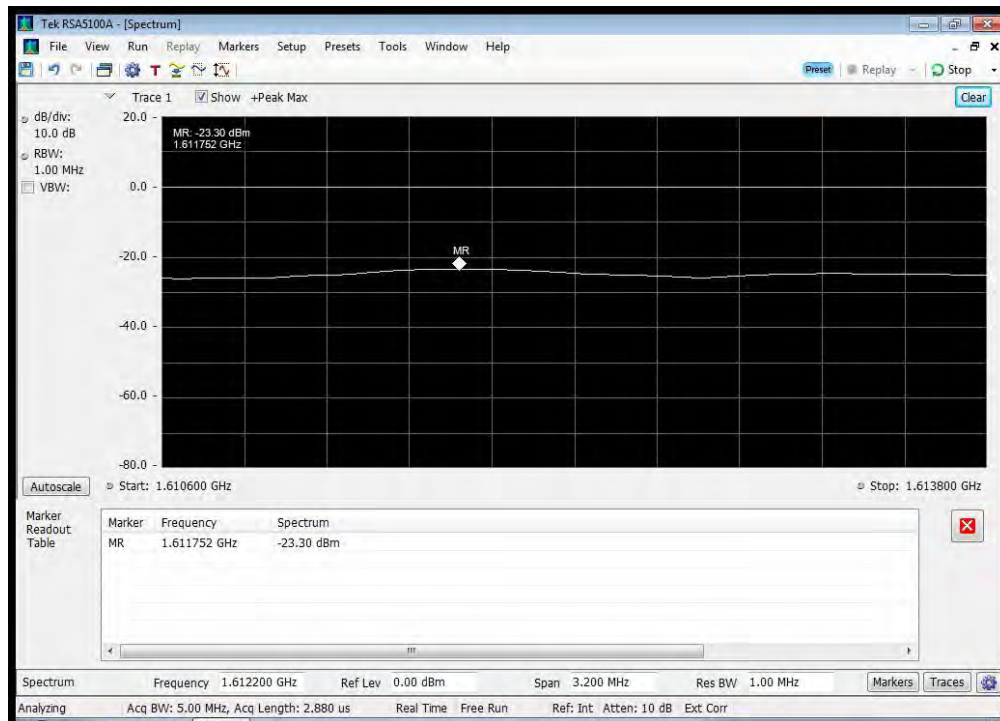 Tek RSA5100A - [Spectrum]
File View Run Replay Markers Setup Presets Tools Window Help
T
Preset Replay Stop
Trace 1 Show +Peak Max Clear
dB/div:
10.0 dB
RBW:
1.00 MHz
VBW:
20.0
0.0
-20.0
-40.0
-60.0
-80.0
MR: -23.30 dBm
1.611752 GHz
MR
Autoscale Start: 1.610600 GHz Stop: 1.613800 GHz
Marker
Readout
Table
Marker Frequency Spectrum
MR 1.611752 GHz -23.30 dBm
Spectrum Frequency 1.612200 GHz Ref Lev 0.00 dBm Span 3.200 MHz Res BW 1.00 MHz Markers Traces
Analyzing Acq BW: 5.00 MHz, Acq Length: 2.880 us Real Time Free Run Ref: Int Atten: 10 dB Ext Corr